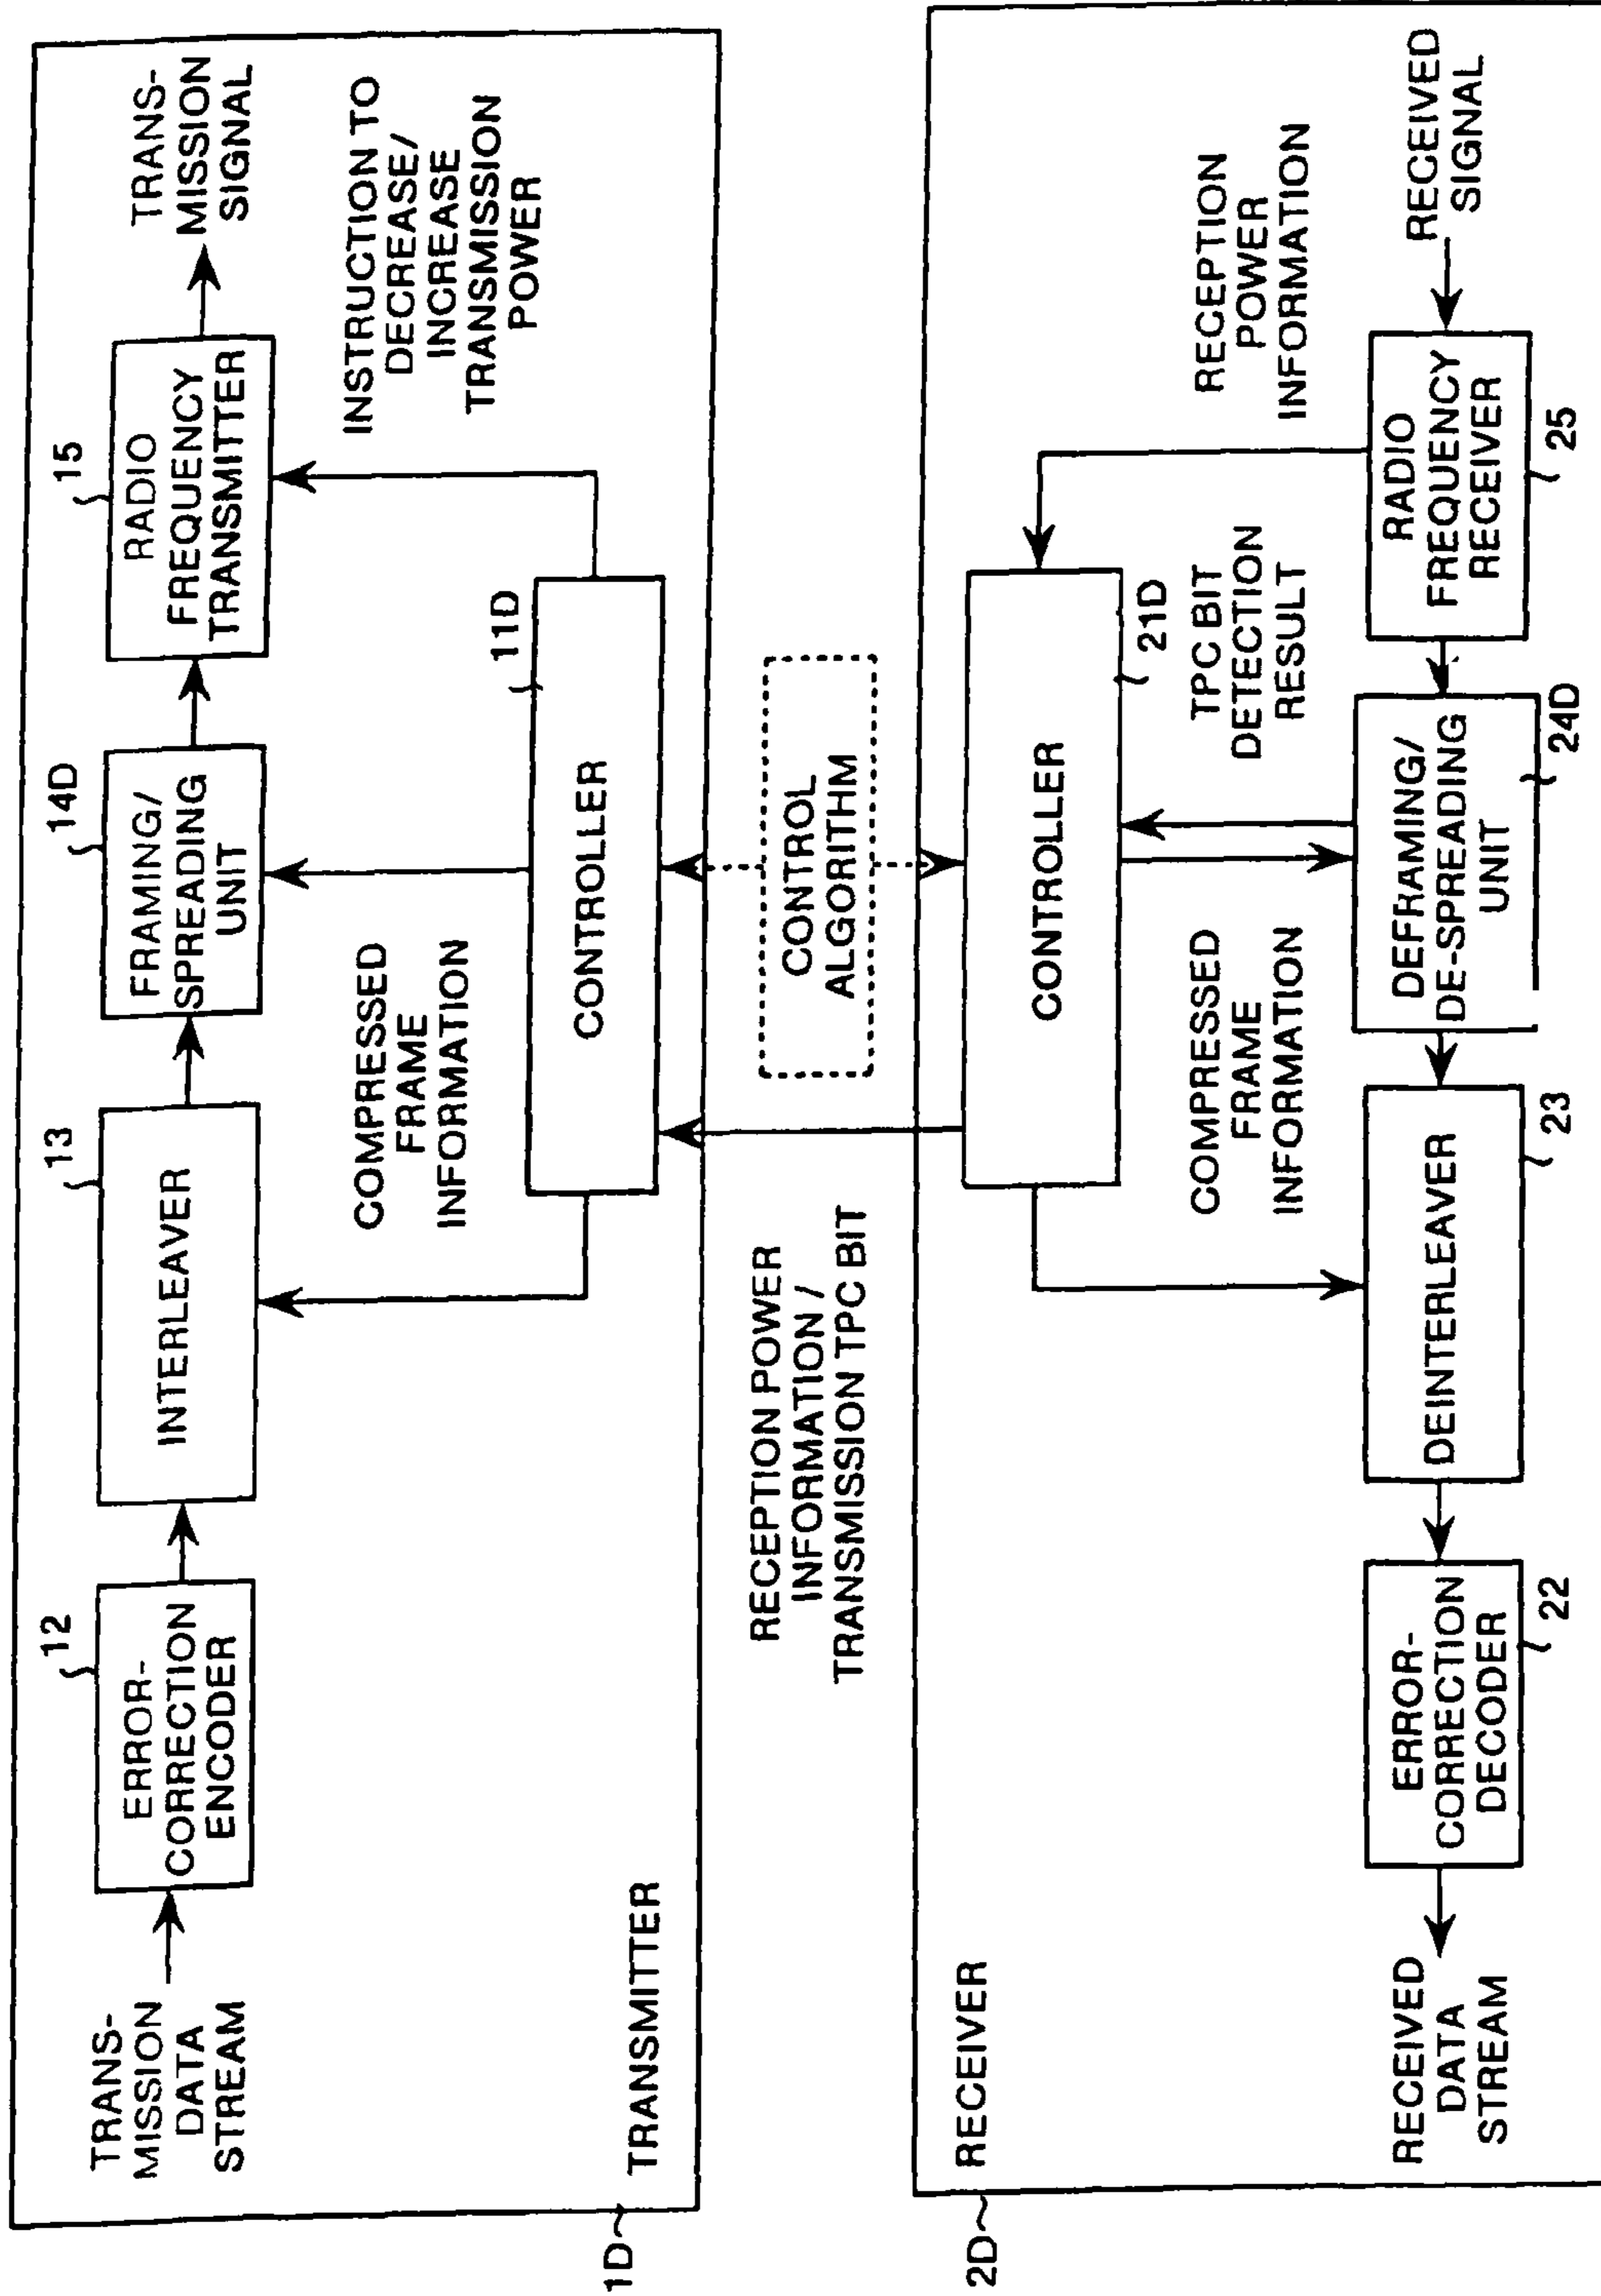 TRANS-
MISSION
DATA
STREAM
12
ERROR-
CORRECTION
ENCODER
13
INTERLEAVER
14D
FRAMING/
SPREADING
UNIT
15
RADIO
FREQUENCY
TRANSMITTER
TRANS-
MISSION
SIGNAL
COMPRESSED
FRAME
INFORMATION
11D
CONTROLLER
INSTRUCTION TO
DECREASE/
INCREASE
TRANSMISSION
POWER
TRANSMITTER
1D
RECEPTION POWER
INFORMATION /
TRANSMISSION TPC BIT
CONTROL
ALGORITHM
2D
RECEIVER
CONTROLLER
21D
COMPRESSED
FRAME
INFORMATION
TPC BIT
DETECTION
RESULT
RECEPTION
POWER
INFORMATION
RECEIVED
DATA
STREAM
ERROR-
CORRECTION
DECODER
22
DEINTERLEAVER
23
DEFRAMING/
DE-SPREADING
UNIT
24D
RADIO
FREQUENCY
RECEIVER
25
RECEIVED
SIGNAL